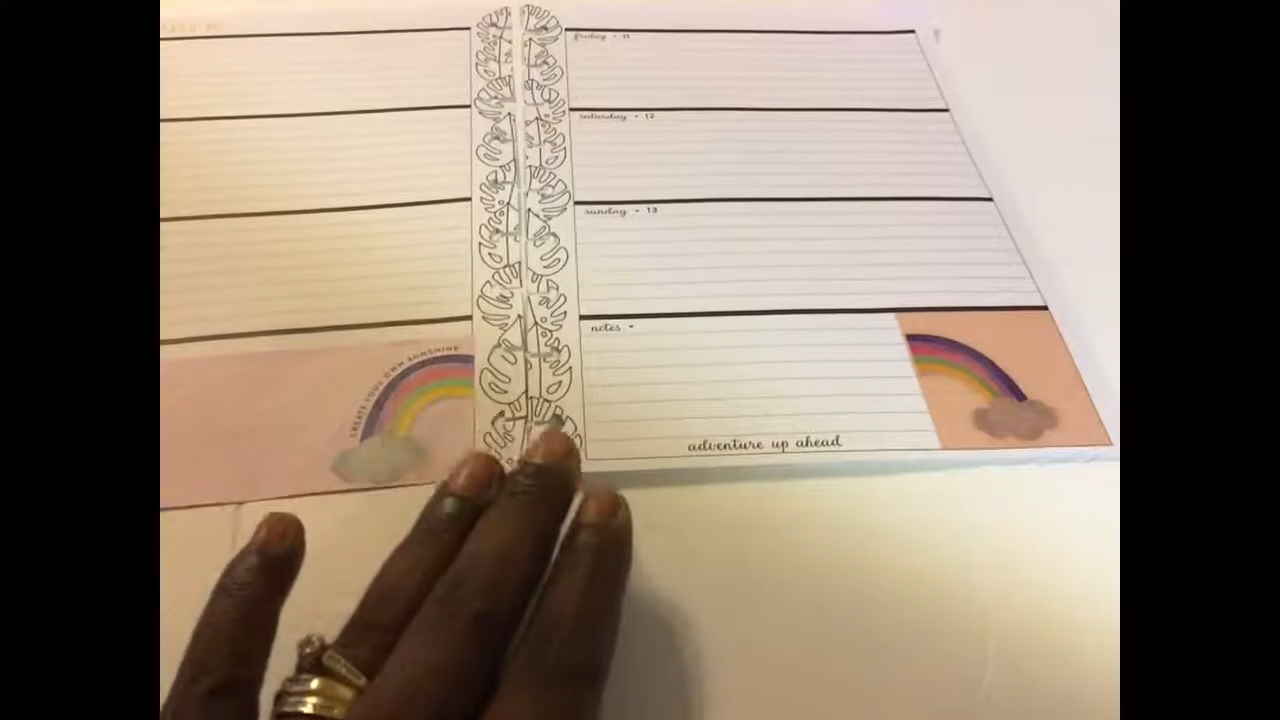 CREATE YOUR OWN SUNSHINE
friday • 11
saturday • 12
sunday • 13
notes •
adventure up ahead